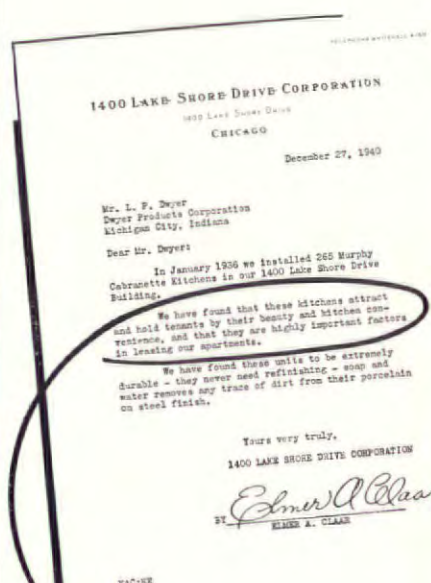 1400 LAKE SHORE DRIVE CORPORATION
1400 LAKE SHORE DRIVE
CHICAGO
December 27, 1940
Mr. L. P. Dwyer
Dwyer Products Corporation
Michigan City, Indiana
Dear Mr. Dwyer:
In January 1936 we installed 265 Murphy
Cabranette Kitchens in our 1400 Lake Shore Drive
Building.
We have found that these kitchens attract
and hold tenants by their beauty and kitchen con-
venience, and that they are highly important factors
in leasing our apartments.
We have found these units to be extremely
durable - they never need refinishing - soap and
water removes any trace of dirt from their porcelain
on steel finish.
Yours very truly,
1400 LAKE SHORE DRIVE CORPORATION
BY Elmer A Claar
ELMER A. CLAAR